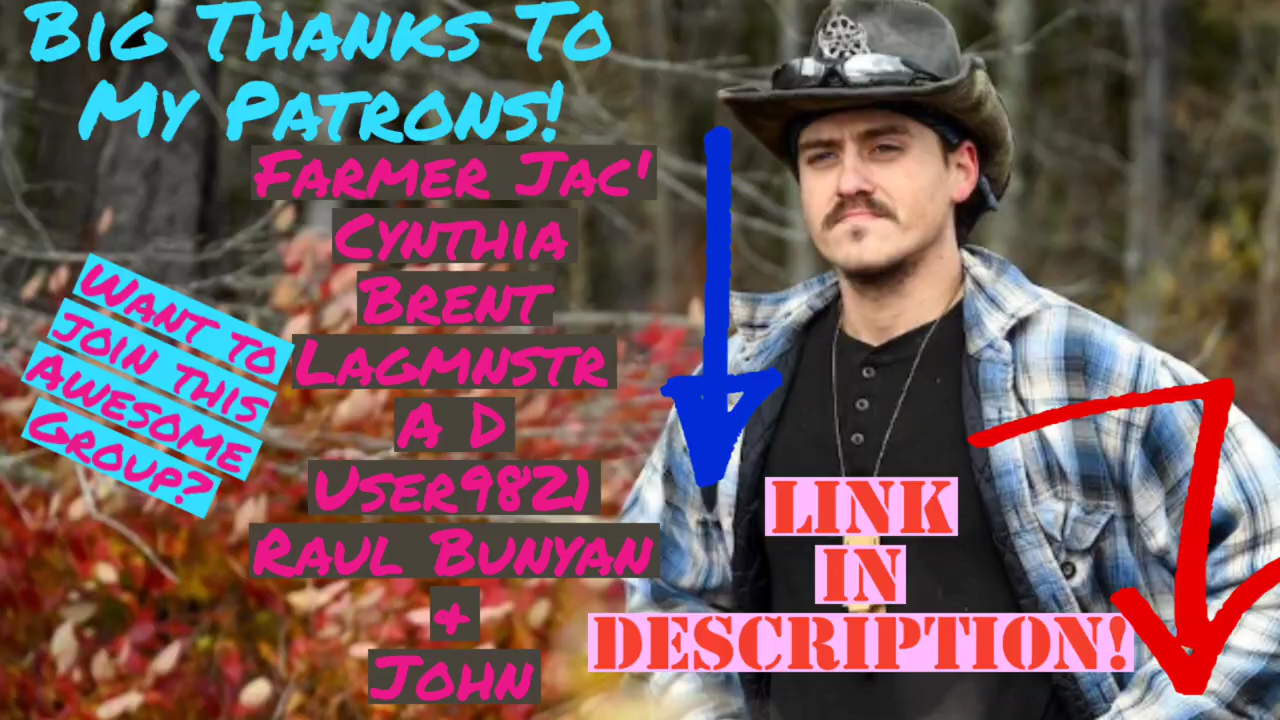 Big Thanks To
My Patrons!
Farmer Jac'
Cynthia
Brent
Lagmnstr
A D
User9821
Raul Bunyan
&
John
Want to
join this
Awesome
Group?
LINK
IN
DESCRIPTION!